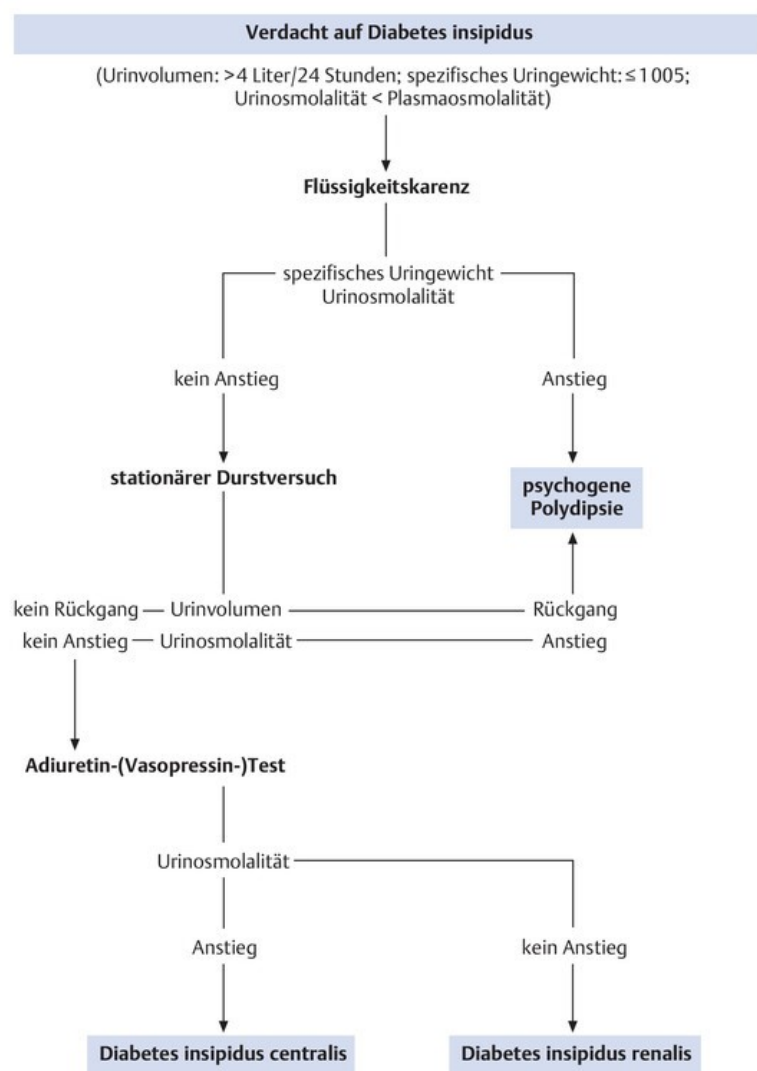 Verdacht auf Diabetes insipidus
(Urinvolumen: >4 Liter/24 Stunden; spezifisches Uringewicht: ≤ 1 005;
Urinosmolalität < Plasmaosmolalität)
Flüssigkeitskarenz
spezifisches Uringewicht
Urinosmolalität
kein Anstieg Anstieg
stationärer Durstversuch
psychogene
Polydipsie
kein Rückgang Urinvolumen Rückgang
kein Anstieg Urinosmolalität Anstieg
Adiuretin-(Vasopressin-)Test
Urinosmolalität
Anstieg kein Anstieg
Diabetes insipidus centralis Diabetes insipidus renalis